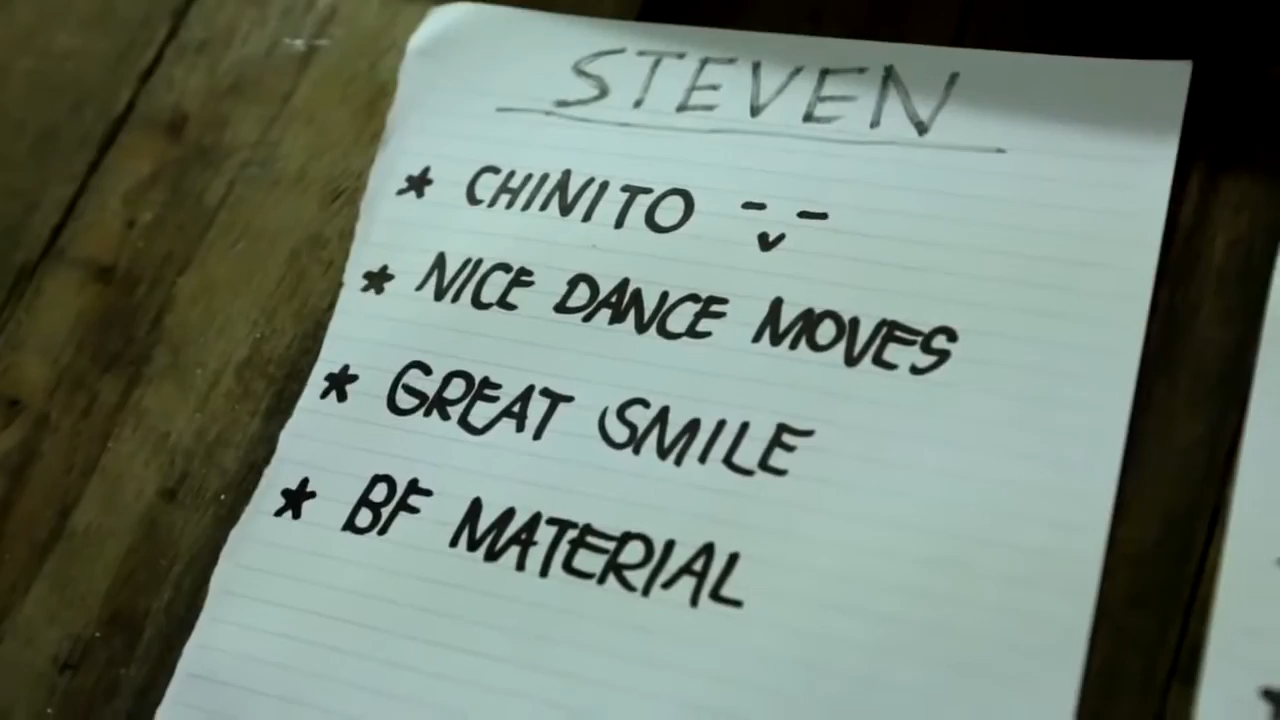 STEVEN
* CHINITO -v-
* NICE DANCE MOVES
* GREAT SMILE
* BF MATERIAL